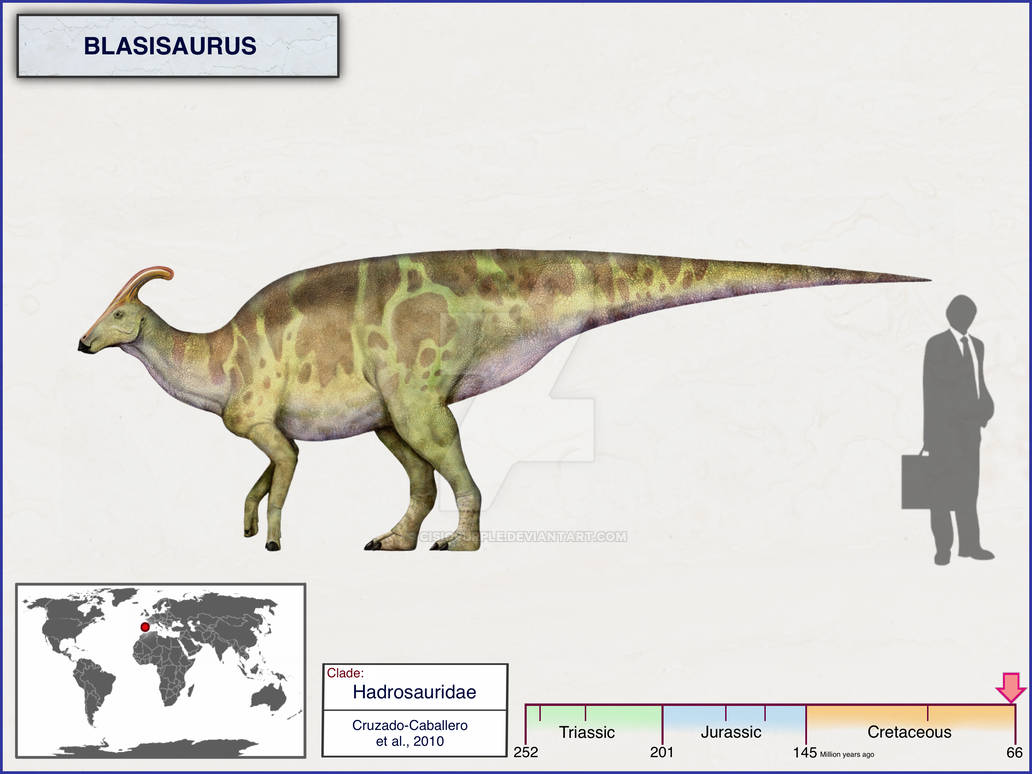 BLASISAURUS
Clade:
Hadrosauridae
Cruzado-Caballero
et al., 2010
Triassic
Jurassic
Cretaceous
252
201
145 Million years ago
66